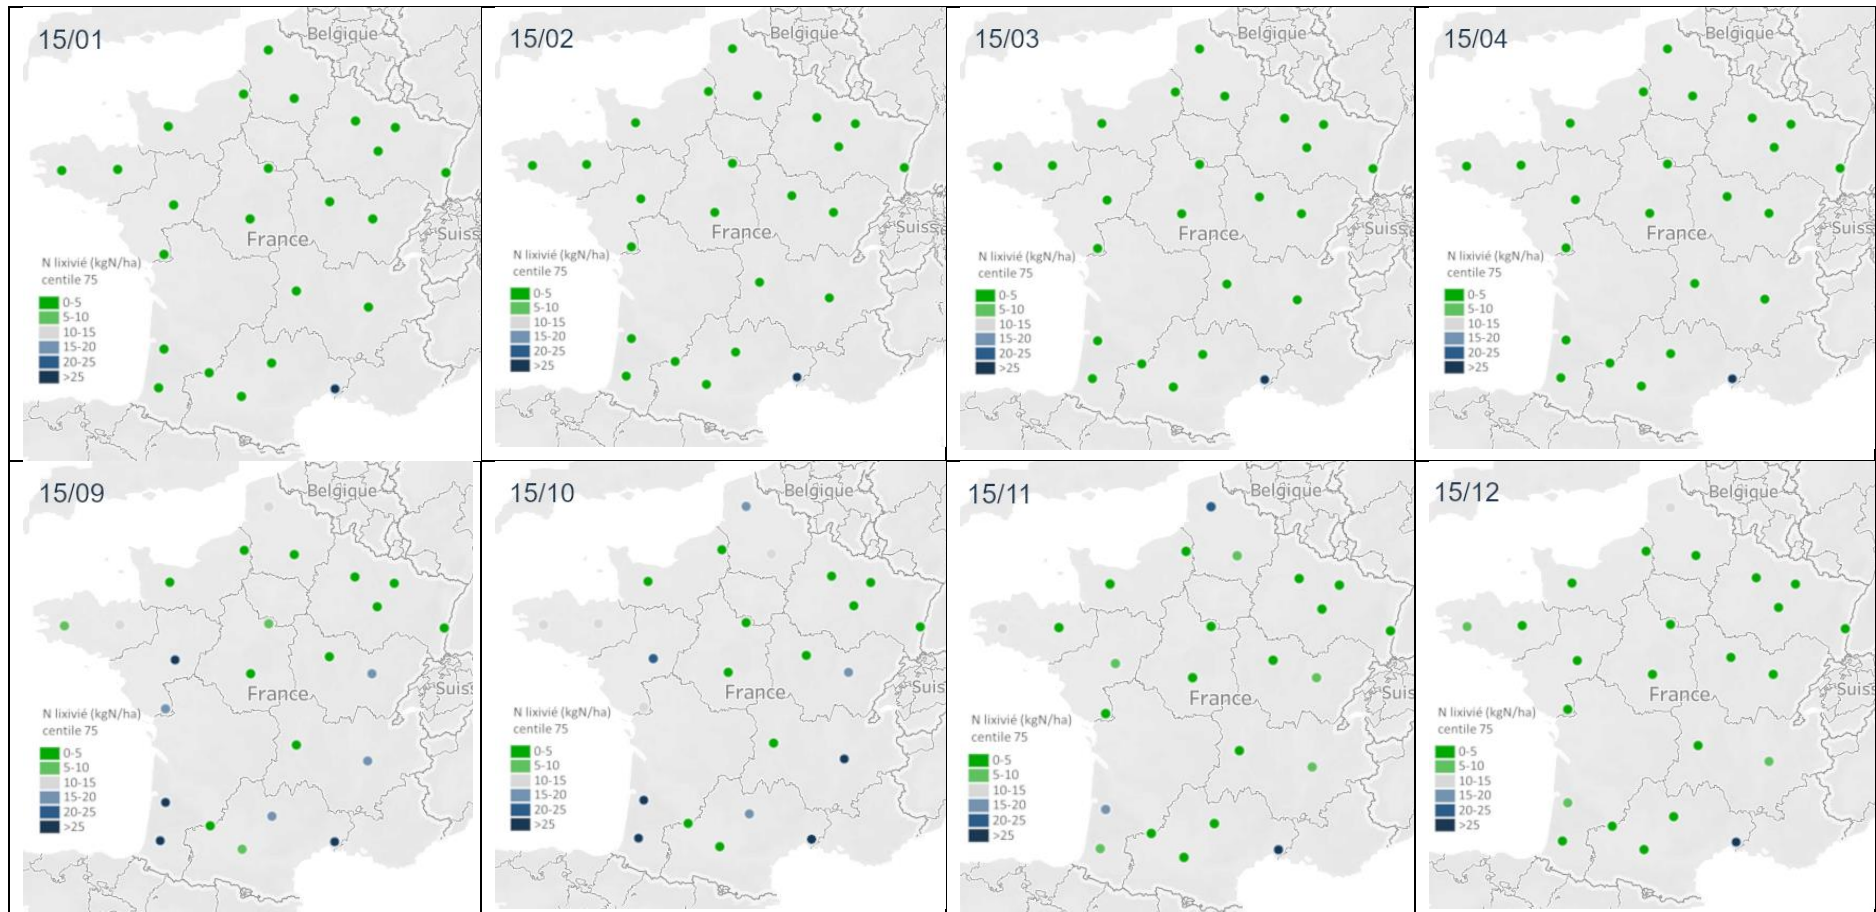 15/01
Belgique
France
Suiss
N lixivié (kgN/ha)
centile 75
0-5
5-10
10-15
15-20
20-25
>25
15/02
Belgique
France
Suiss
N lixivié (kgN/ha)
centile 75
0-5
5-10
10-15
15-20
20-25
>25
15/03
Belgique
France
Suiss
N lixivié (kgN/ha)
centile 75
0-5
5-10
10-15
15-20
20-25
>25
15/04
Belgique
France
Suiss
N lixivié (kgN/ha)
centile 75
0-5
5-10
10-15
15-20
20-25
>25
15/09
Belgique
France
Suiss
N lixivié (kgN/ha)
centile 75
0-5
5-10
10-15
15-20
20-25
>25
15/10
Belgique
France
Suis
N lixivié (kgN/ha)
centile 75
0-5
5-10
10-15
15-20
20-25
>25
15/11
Belgique
France
Suis
N lixivié (kgN/ha)
centile 75
0-5
5-10
10-15
15-20
20-25
>25
15/12
Belgique
France
Suiss
N lixivié (kgN/ha)
centile 75
0-5
5-10
10-15
15-20
20-25
>25